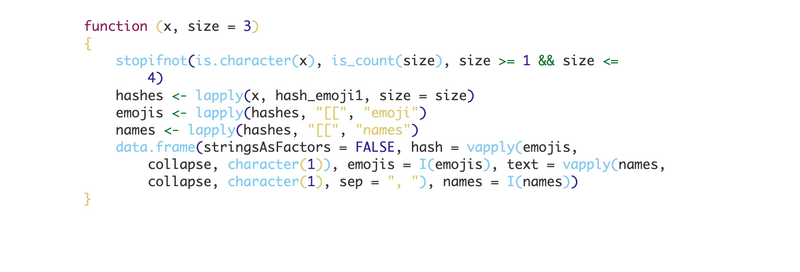 function (x, size = 3)
{
    stopifnot(is.character(x), is_count(size), size >= 1 && size <=
        4)
    hashes <- lapply(x, hash_emoji1, size = size)
    emojis <- lapply(hashes, "[[", "emoji")
    names <- lapply(hashes, "[[", "names")
    data.frame(stringsAsFactors = FALSE, hash = vapply(emojis,
        collapse, character(1)), emojis = I(emojis), text = vapply(names,
        collapse, character(1), sep = ", "), names = I(names))
}